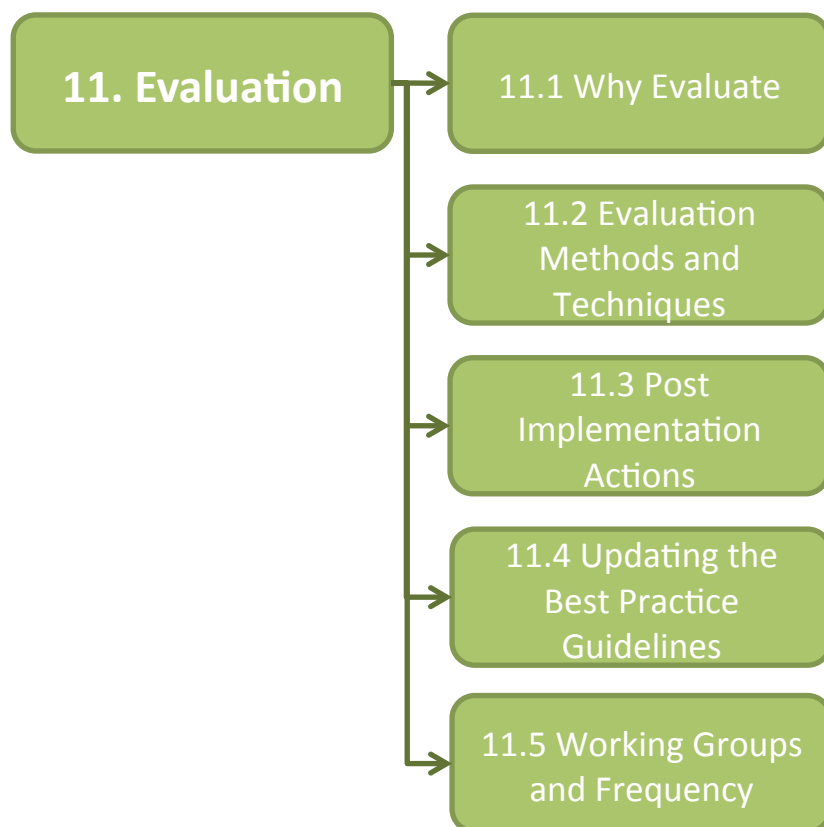 11. Evaluation
11.1 Why Evaluate
11.2 Evaluation
Methods and
Techniques
11.3 Post
Implementation
Actions
11.4 Updating the
Best Practice
Guidelines
11.5 Working Groups
and Frequency